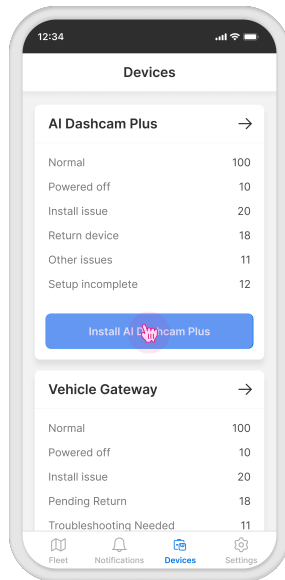 12:34
Devices
AI Dashcam Plus
Normal 100
Powered off 10
Install issue 20
Return device 18
Other issues 11
Setup incomplete 12
Install AI Dashcam Plus
Vehicle Gateway
Normal 100
Powered off 10
Install issue 20
Pending Return 18
Troubleshooting Needed 11
Fleet Notifications Devices Settings